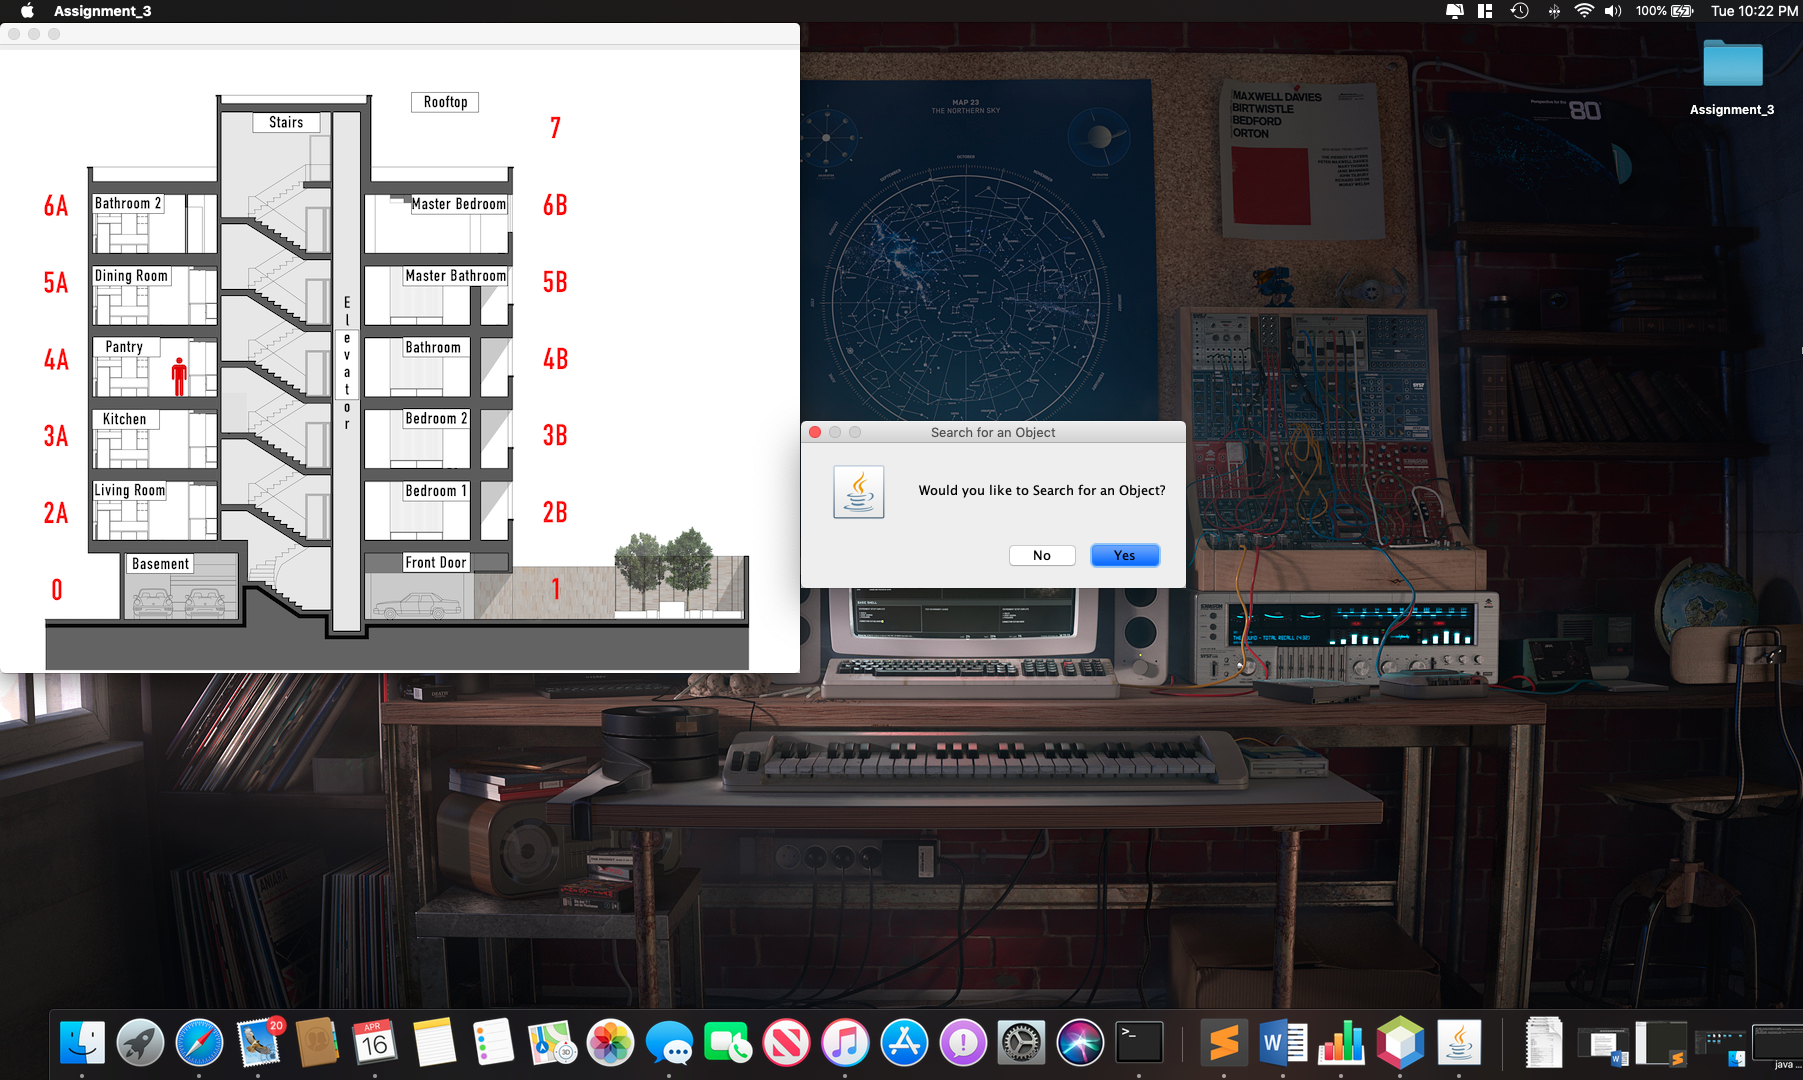 Assignment_3
100%
Tue 10:22 PM
Rooftop
Stairs
7
6A
Bathroom 2
Master Bedroom
6B
5A
Dining Room
Master Bathroom
5B
Elevator
4A
Pantry
Bathroom
4B
3A
Kitchen
Bedroom 2
3B
2A
Living Room
Bedroom 1
2B
0
Basement
Front Door
1
MAP 23
THE NORTHERN SKY
MAXWELL DAVIES
BIRTWISTLE
BEDFORD
ORTON
80
Assignment_3
Search for an Object
Would you like to Search for an Object?
No
Yes
20
APR
16
3D
>_
W
java ...